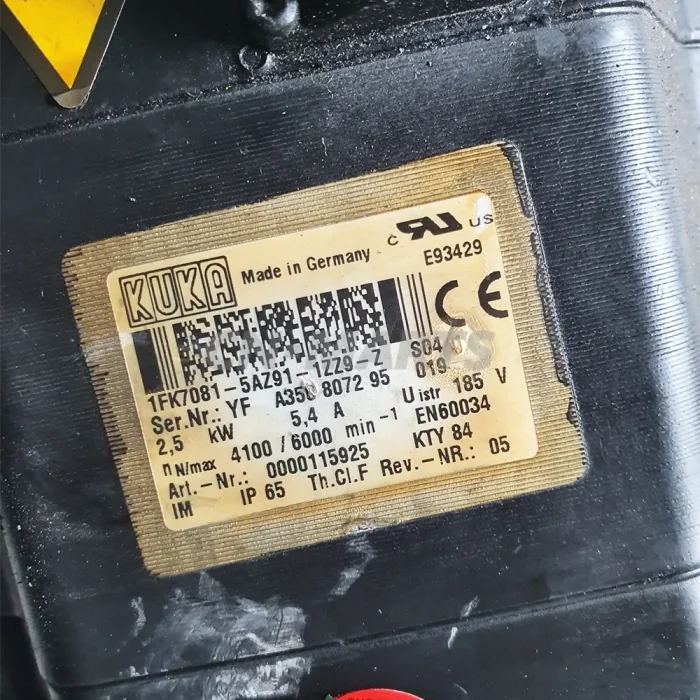 KUKA Made in Germany c RU US
E93429
CE
1FK7081-5AZ91-1ZZ9-Z S04
Ser.Nr.: YF 8072 95 019
2,5 kW 5,4 A Uistr 185 V
n N/max 4100/6000 min-1 EN60034
Art.-Nr.: 0000115925 KTY 84
IM IP 65 Th.Cl.F Rev.-NR.: 05